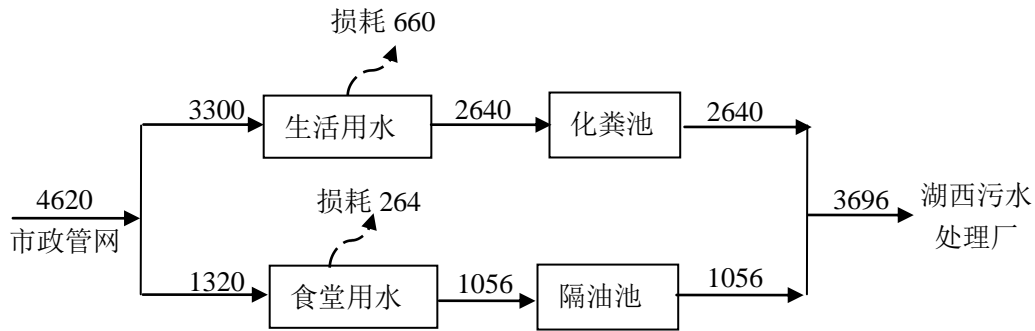 损耗 660
3300
生活用水
2640
化粪池
2640
4620
市政管网
损耗 264
3696
湖西污水
处理厂
1320
食堂用水
1056
隔油池
1056